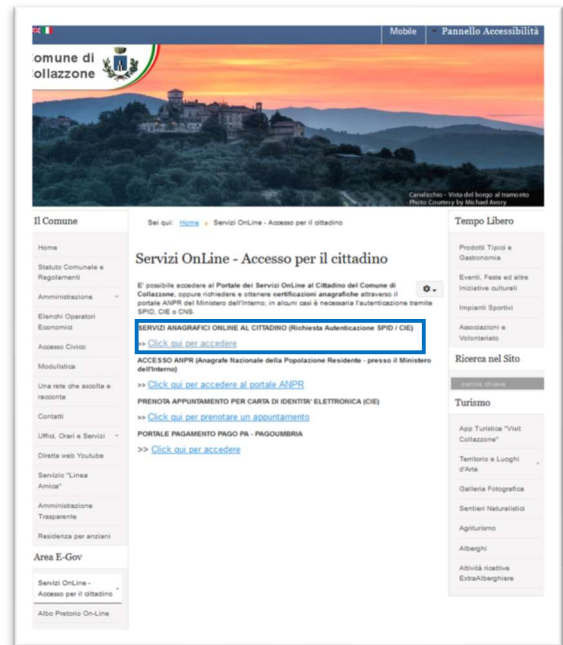 Mobile
Pannello Accessibilità
omune di
ollazzone
Canalicchio - Vista del borgo al tramonto
Photo Courtesy by Michael Avory
Il Comune
Home
Statuto Comunale e
Regolamenti
Amministrazione
Elenchi Operatori
Economici
Accesso Civico
Modulistica
Una rete che ascolta e
racconta
Contatti
Uffici, Orari e Servizi
Diretta web Youtube
Servizio "Linea
Amica"
Amministrazione
Trasparente
Residenza per anziani
Area E-Gov
Servizi OnLine -
Accesso per il cittadino
Albo Pretorio On-Line
Sei qui: Home Servizi OnLine - Accesso per il cittadino
Servizi OnLine - Accesso per il cittadino
E' possibile accedere al Portale dei Servizi OnLine al Cittadino del Comune di
Collazzone, oppure richiedere e ottenere certificazioni anagrafiche attraverso il
portale ANPR del Ministero dell'Interno, in alcuni casi è necessaria l'autenticazione tramite
SPID, CIE o CNS.
SERVIZI ANAGRAFICI ONLINE AL CITTADINO (Richiesta Autenticazione SPID / CIE)
>> Click qui per accedere
ACCESSO ANPR (Anagrafe Nazionale della Popolazione Residente - presso il Ministero
dell'Interno)
>> Click qui per accedere al portale ANPR
PRENOTA APPUNTAMENTO PER CARTA DI IDENTITA' ELETTRONICA (CIE)
>> Click qui per prenotare un appuntamento
PORTALE PAGAMENTO PAGO PA - PAGOUMBRIA
>> Click qui per accedere
Tempo Libero
Prodotti Tipici e
Gastronomia
Eventi, Feste ed altre
Iniziative culturali
Impianti Sportivi
Associazioni e
Volontariato
Ricerca nel Sito
parola chiave
Turismo
App Turistica "Visit
Collazzone"
Territorio e Luoghi
d'Arte
Galleria Fotografica
Sentieri Naturalistici
Agriturismo
Alberghi
Attività ricettive
ExtraAlberghiere